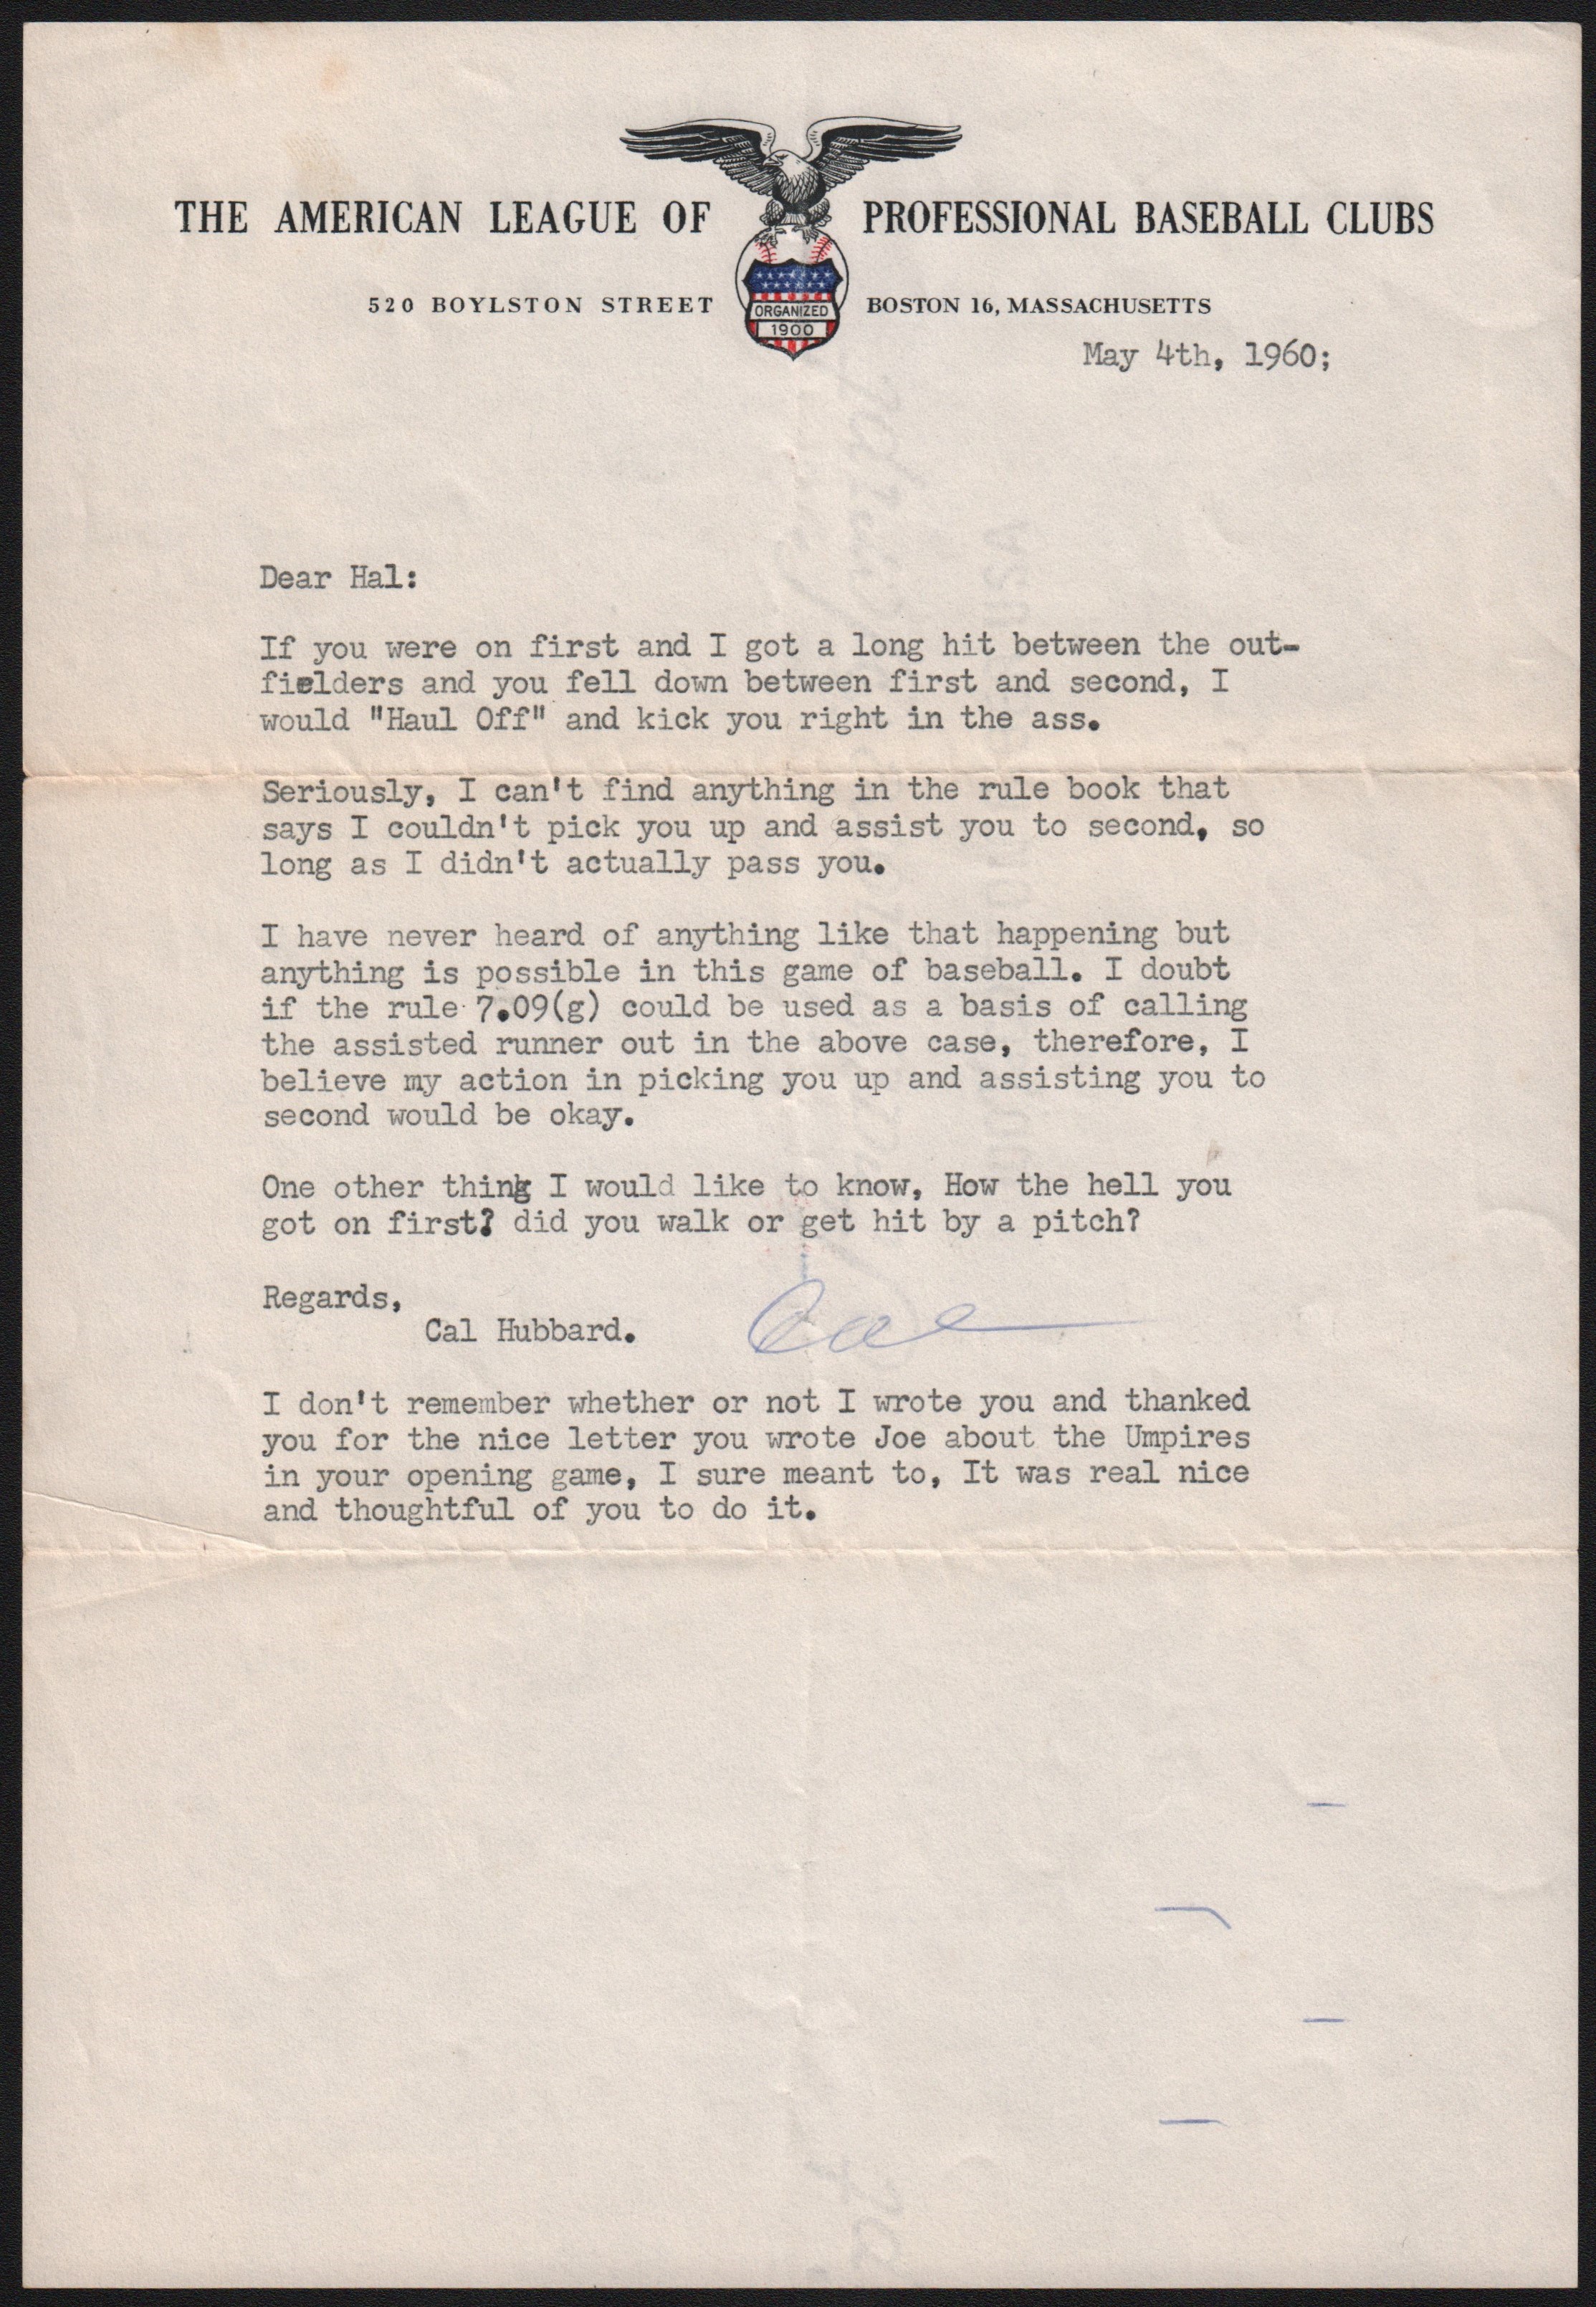 THE AMERICAN LEAGUE OF PROFESSIONAL BASEBALL CLUBS
520 BOYLSTON STREET BOSTON 16, MASSACHUSETTS
ORGANIZED
1900
May 4th, 1960;
Dear Hal:
If you were on first and I got a long hit between the out-
fielders and you fell down between first and second, I
would "Haul Off" and kick you right in the ass.
Seriously, I can't find anything in the rule book that
says I couldn't pick you up and assist you to second, so
long as I didn't actually pass you.
I have never heard of anything like that happening but
anything is possible in this game of baseball. I doubt
if the rule 7.09(g) could be used as a basis of calling
the assisted runner out in the above case, therefore, I
believe my action in picking you up and assisting you to
second would be okay.
One other thing I would like to know, How the hell you
got on first? did you walk or get hit by a pitch?
Regards,
Cal Hubbard. Cal
I don't remember whether or not I wrote you and thanked
you for the nice letter you wrote Joe about the Umpires
in your opening game, I sure meant to, It was real nice
and thoughtful of you to do it.